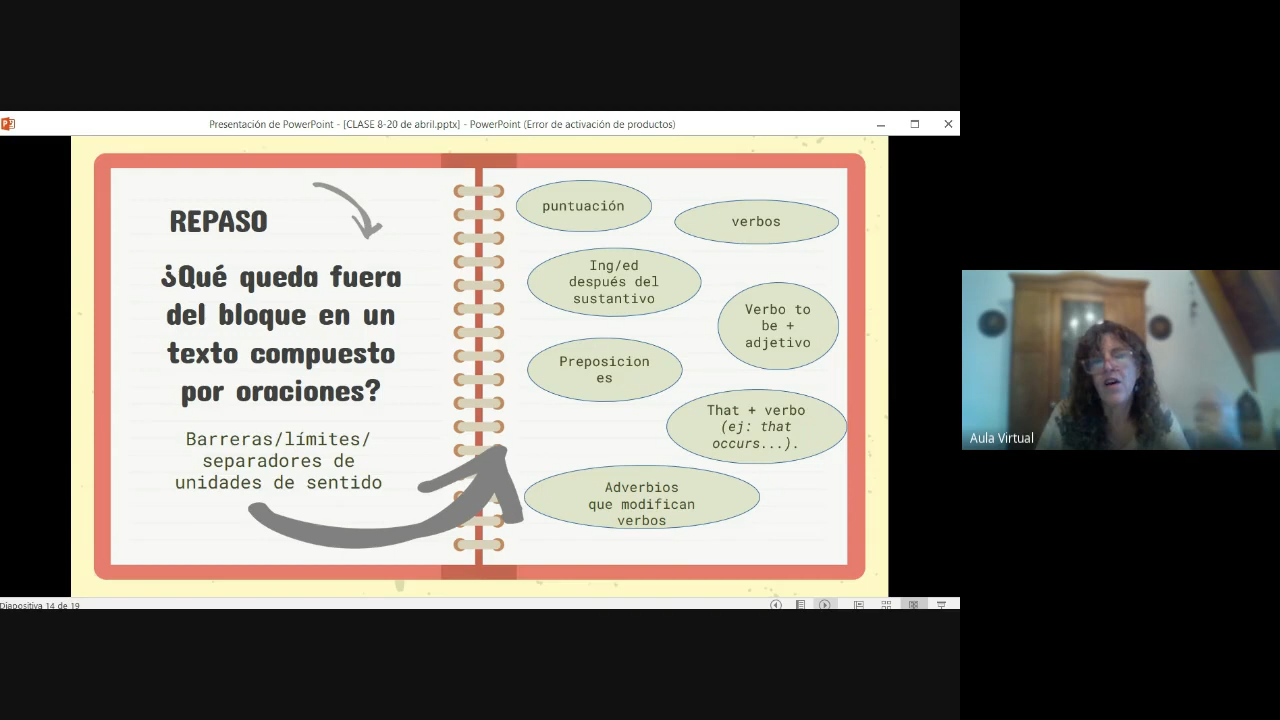 Presentación de PowerPoint - [CLASE 8-20 de abril.pptx] - PowerPoint (Error de activación de productos)
REPASO
¿Qué queda fuera
del bloque en un
texto compuesto
por oraciones?
Barreras/límites/
separadores de
unidades de sentido
puntuación
verbos
Ing/ed
después del
sustantivo
Verbo to
be +
adjetivo
Preposicion
es
That + verbo
(ej: that
occurs...).
Adverbios
que modifican
verbos
Aula Virtual
Diapositiva 14 de 19